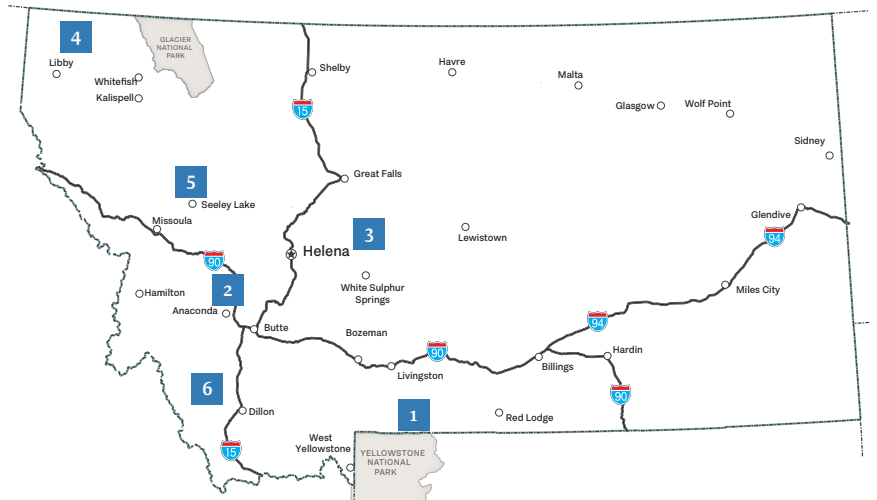 4
GLACIER
NATIONAL
PARK
Libby
Whitefish
Kalispell
Shelby
Havre
Malta
Glasgow
Wolf Point
Sidney
15
5
Seeley Lake
Great Falls
Missoula
Glendive
3
Lewistown
94
Helena
90
2
White Sulphur
Springs
Hamilton
Anaconda
Miles City
Butte
Bozeman
94
90
Livingston
Billings
Hardin
6
90
Dillon
1
Red Lodge
West
Yellowstone
15
YELLOWSTONE
NATIONAL
PARK